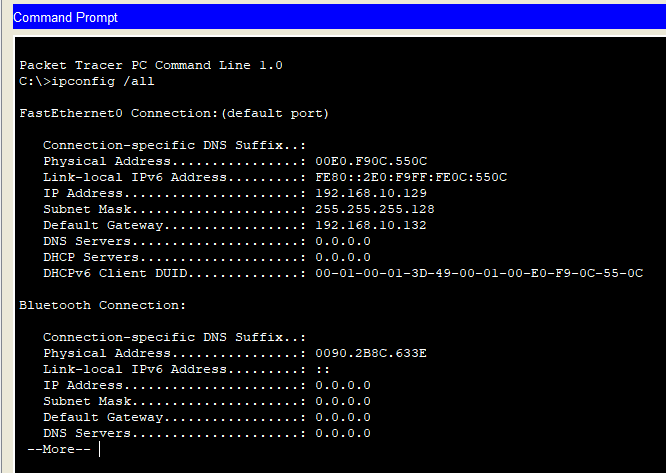 Command Prompt
Packet Tracer PC Command Line 1.0
C:\>ipconfig /all
FastEthernet0 Connection:(default port)
Connection-specific DNS Suffix..:
Physical Address................: 00E0.F90C.550C
Link-local IPv6 Address.........: FE80::2E0:F9FF:FE0C:550C
IP Address......................: 192.168.10.129
Subnet Mask.....................: 255.255.255.128
Default Gateway.................: 192.168.10.132
DNS Servers.....................: 0.0.0.0
DHCP Servers....................: 0.0.0.0
DHCPv6 Client DUID..............: 00-01-00-01-3D-49-00-01-00-E0-F9-0C-55-0C
Bluetooth Connection:
Connection-specific DNS Suffix..:
Physical Address................: 0090.2B8C.633E
Link-local IPv6 Address.........: ::
IP Address......................: 0.0.0.0
Subnet Mask.....................: 0.0.0.0
Default Gateway.................: 0.0.0.0
DNS Servers.....................: 0.0.0.0
--More--